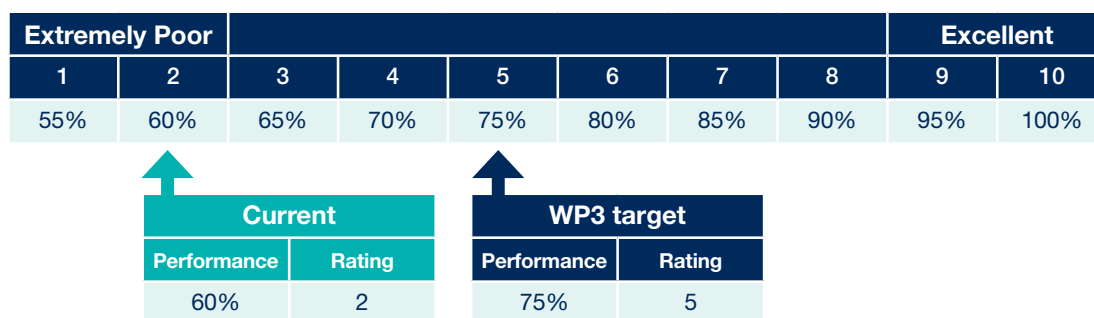 Extremely Poor Excellent
1 2 3 4 5 6 7 8 9 10
55% 60% 65% 70% 75% 80% 85% 90% 95% 100%
Current WP3 target
Performance Rating Performance Rating
60% 2 75% 5